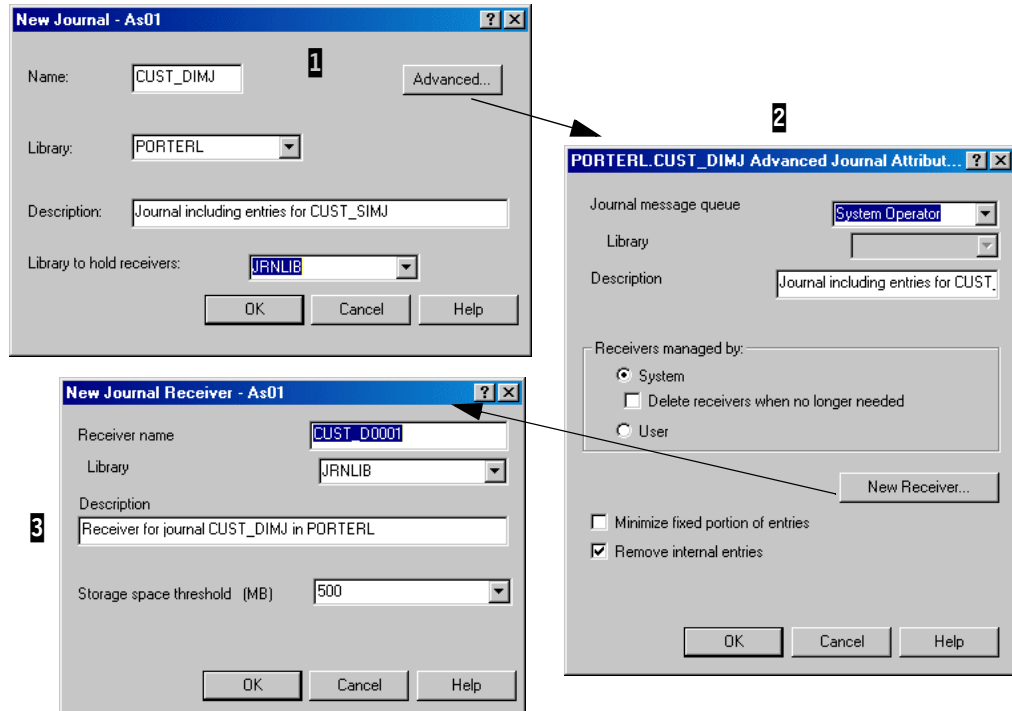 New Journal - As01
1
Name: CUST_DIMJ Advanced...
Library: PORTERL
Description: Journal including entries for CUST_SIMJ
Library to hold receivers: JRNLIB
OK Cancel Help
2
PORTERL.CUST_DIMJ Advanced Journal Attribut...
Journal message queue System Operator
Library
Description Journal including entries for CUST_
Receivers managed by:
System
Delete receivers when no longer needed
User
New Receiver...
Minimize fixed portion of entries
Remove internal entries
OK Cancel Help
3
New Journal Receiver - As01
Receiver name CUST_D0001
Library JRNLIB
Description
Receiver for journal CUST_DIMJ in PORTERL
Storage space threshold (MB) 500
OK Cancel Help